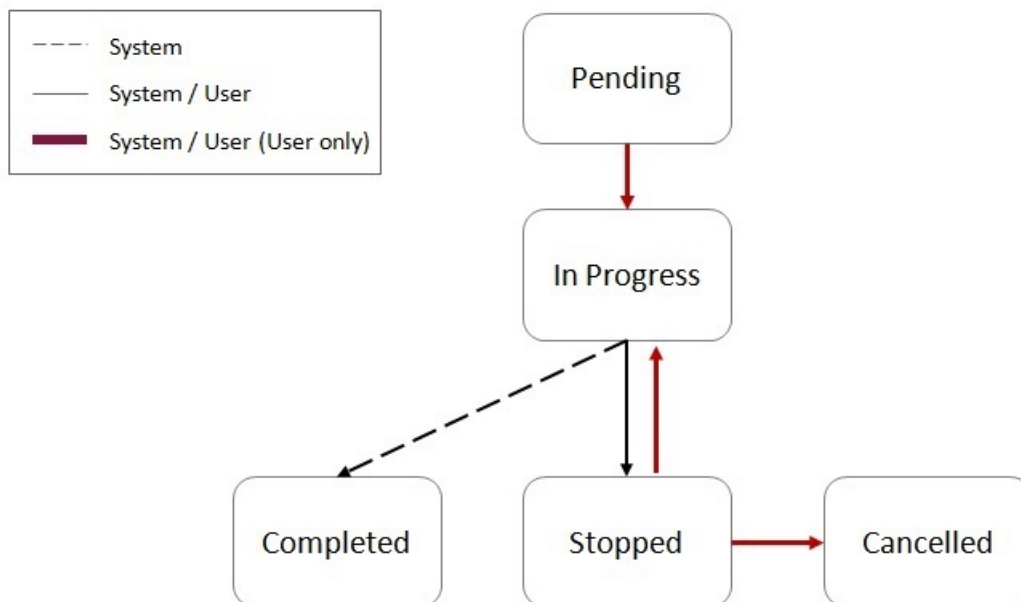 System
System / User
System / User (User only)
Pending
In Progress
Completed
Stopped
Cancelled